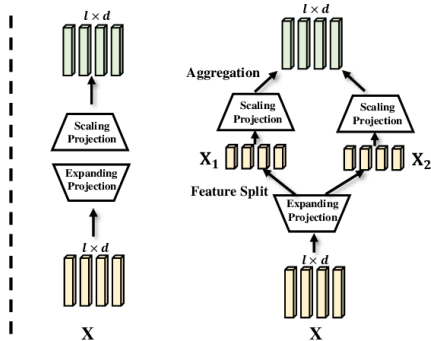 l × d
Scaling
Projection
Expanding
Projection
l × d
X
l × d
Aggregation
Scaling
Projection
Scaling
Projection
X₁
X₂
Feature Split
Expanding
Projection
l × d
X